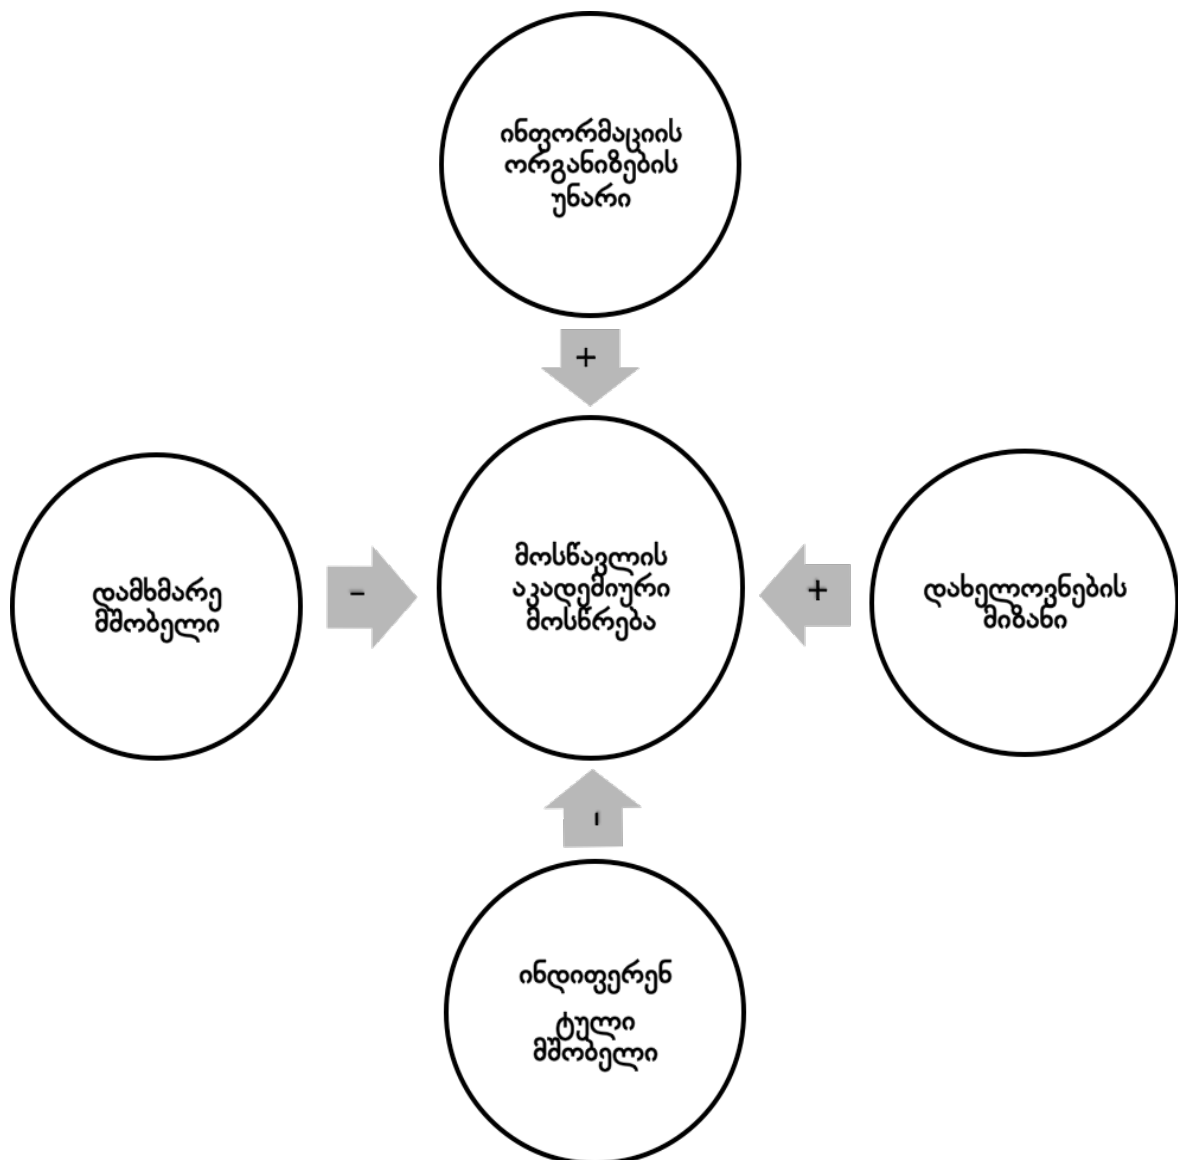 ინფორმაციის
ორგანიზების
უნარი
+
დამხმარე
მშობელი
-
მოსწავლის
აკადემიური
მოსწრება
+
დახელოვნების
მიზანი
-
ინდიფერენ
ტული
მშობელი